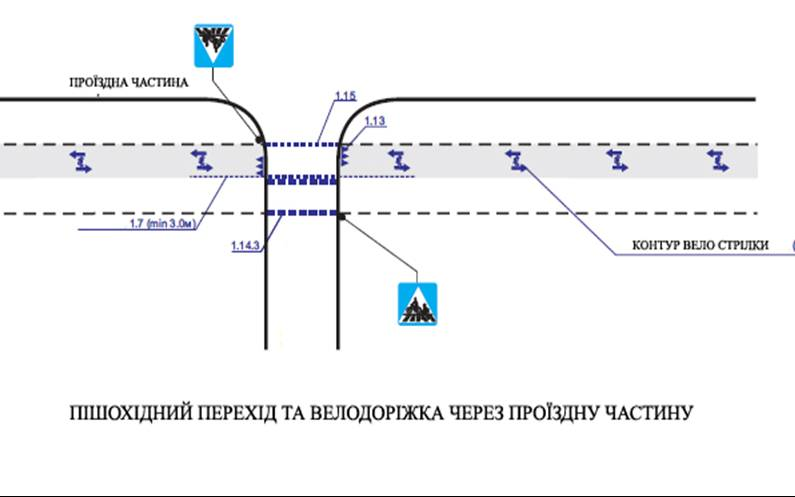 ПРОЇЗДНА ЧАСТИНА
1.15
1.13
1.7 (min 3.0м)
1.14.3
КОНТУР ВЕЛО СТРІЛКИ (
ПІШОХІДНИЙ ПЕРЕХІД ТА ВЕЛОДОРІЖКА ЧЕРЕЗ ПРОЇЗДНУ ЧАСТИНУ